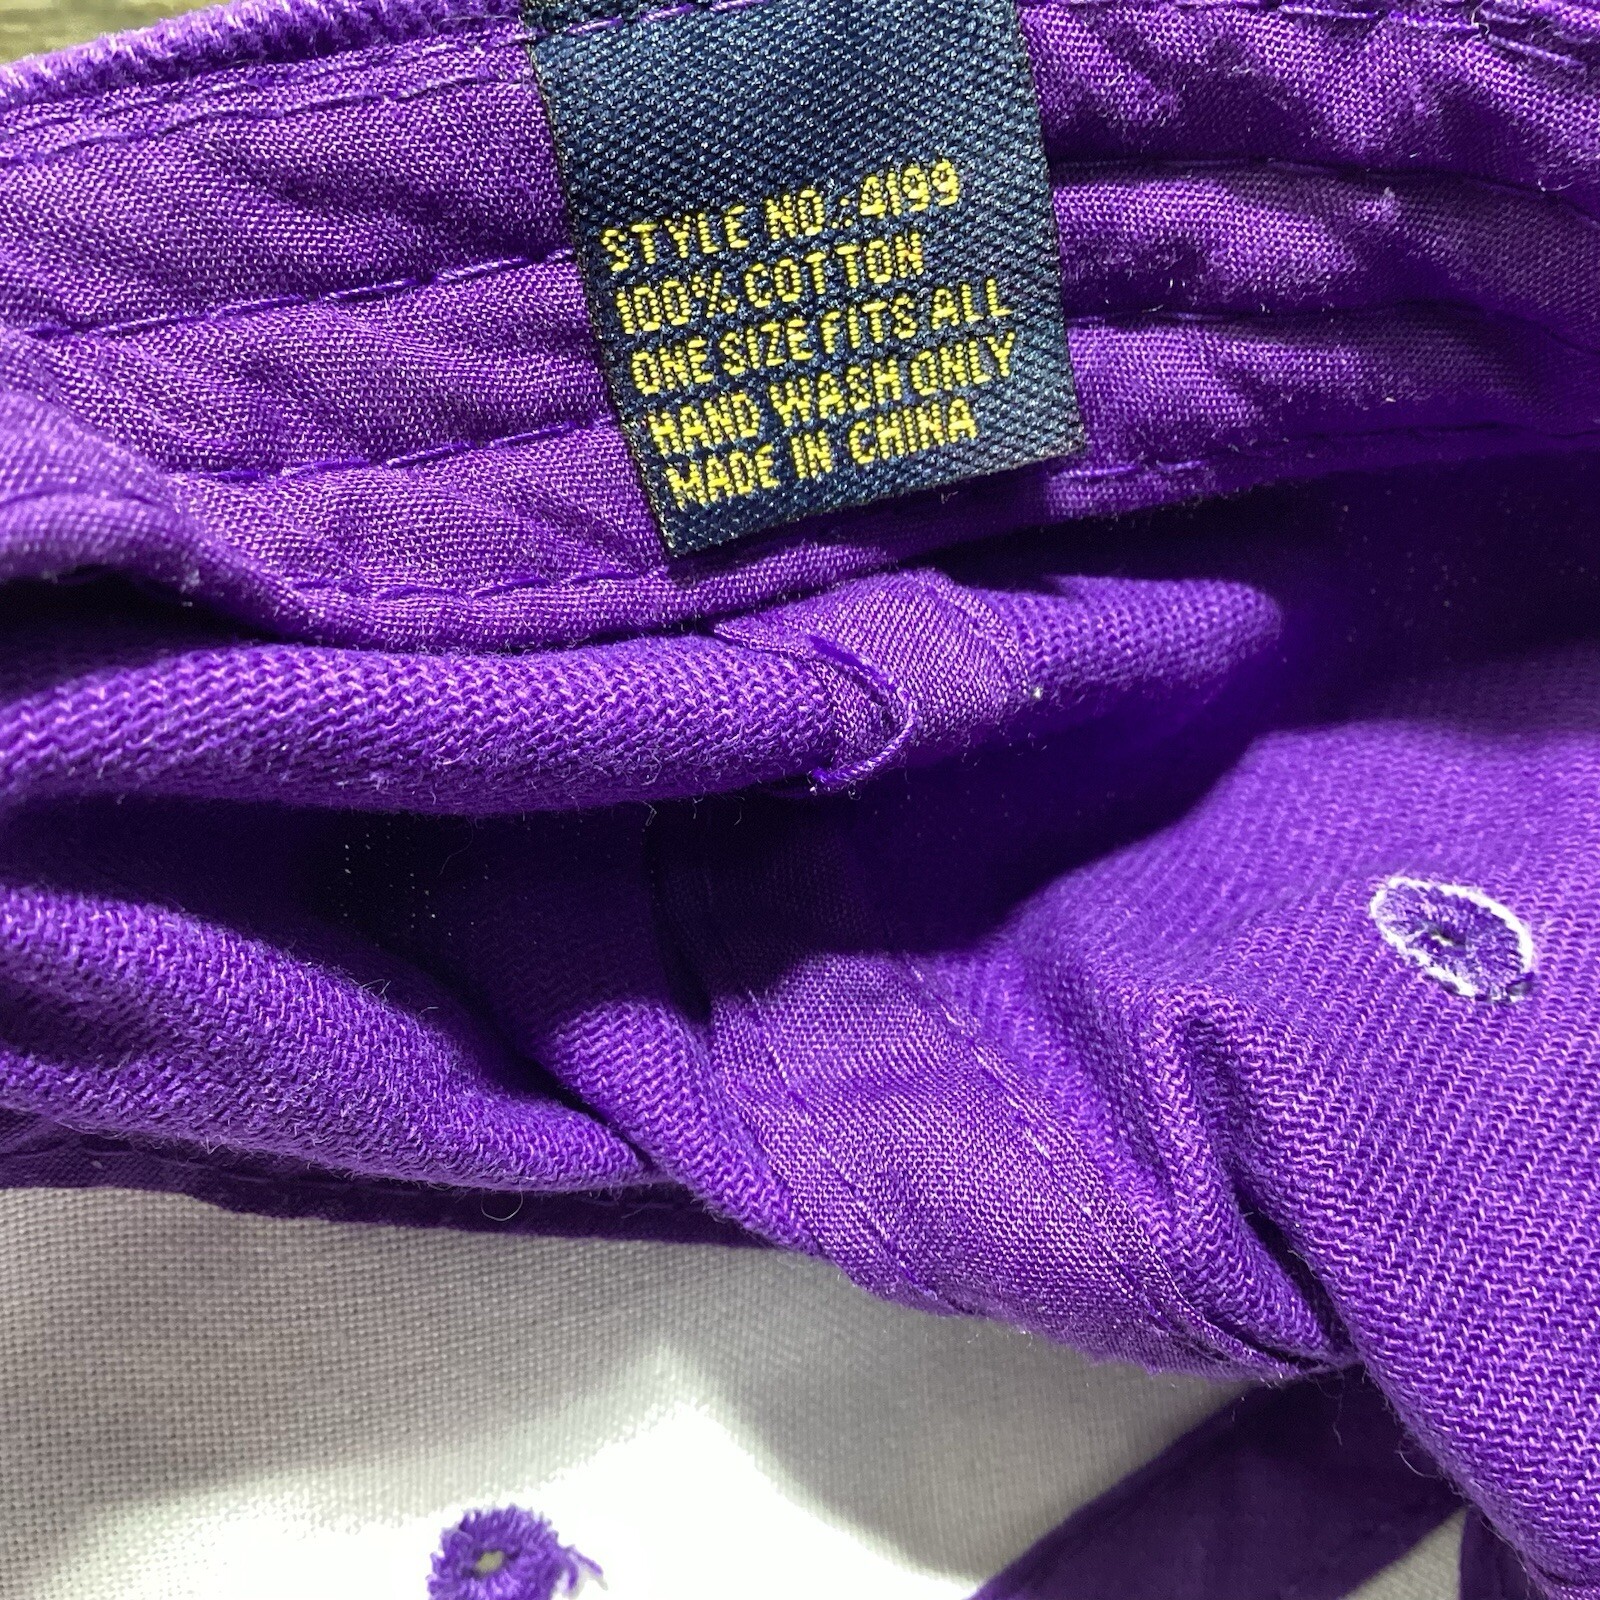 STYLE NO.: 4199
100% COTTON
ONE SIZE FITS ALL
HAND WASH ONLY
MADE IN CHINA